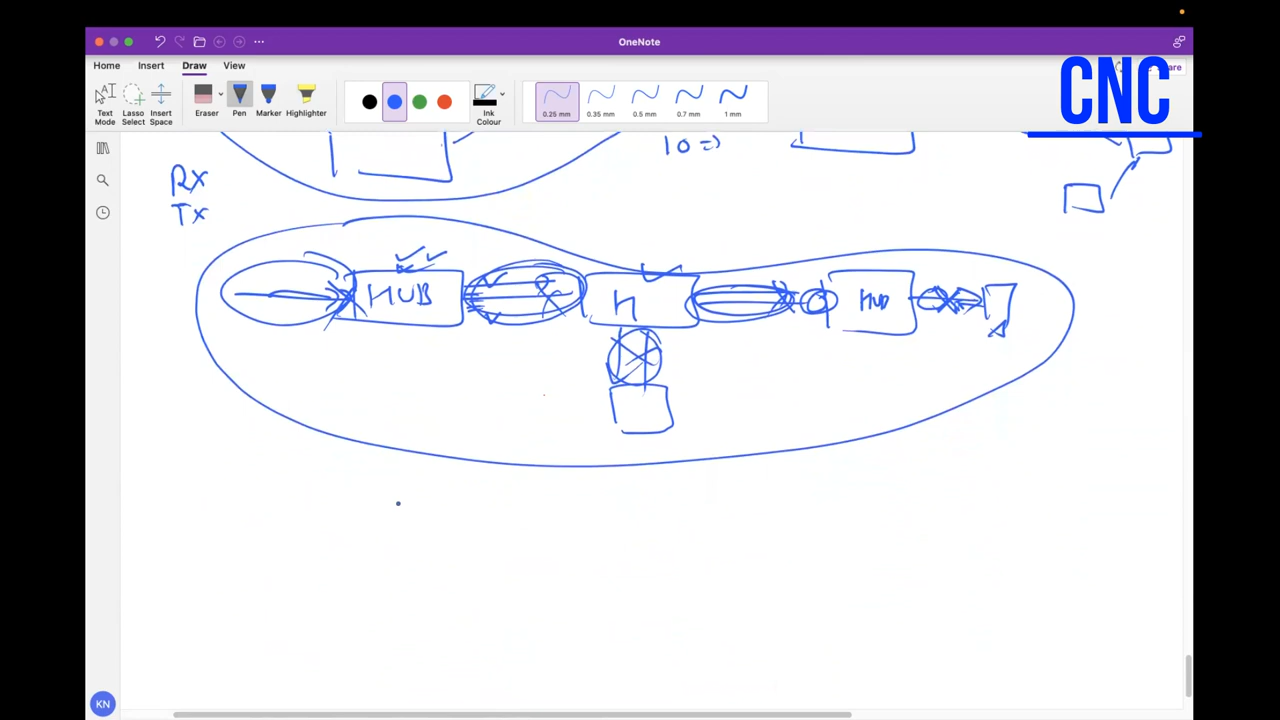 OneNote
CNC
Home Insert Draw View
Text Mode
Lasso Select
Insert Space
Eraser
Pen
Marker
Highlighter
Ink Colour
0.25 mm
0.35 mm
0.5 mm
0.7 mm
1 mm
10 =>
Rx
Tx
HUB
H
HUB
KN